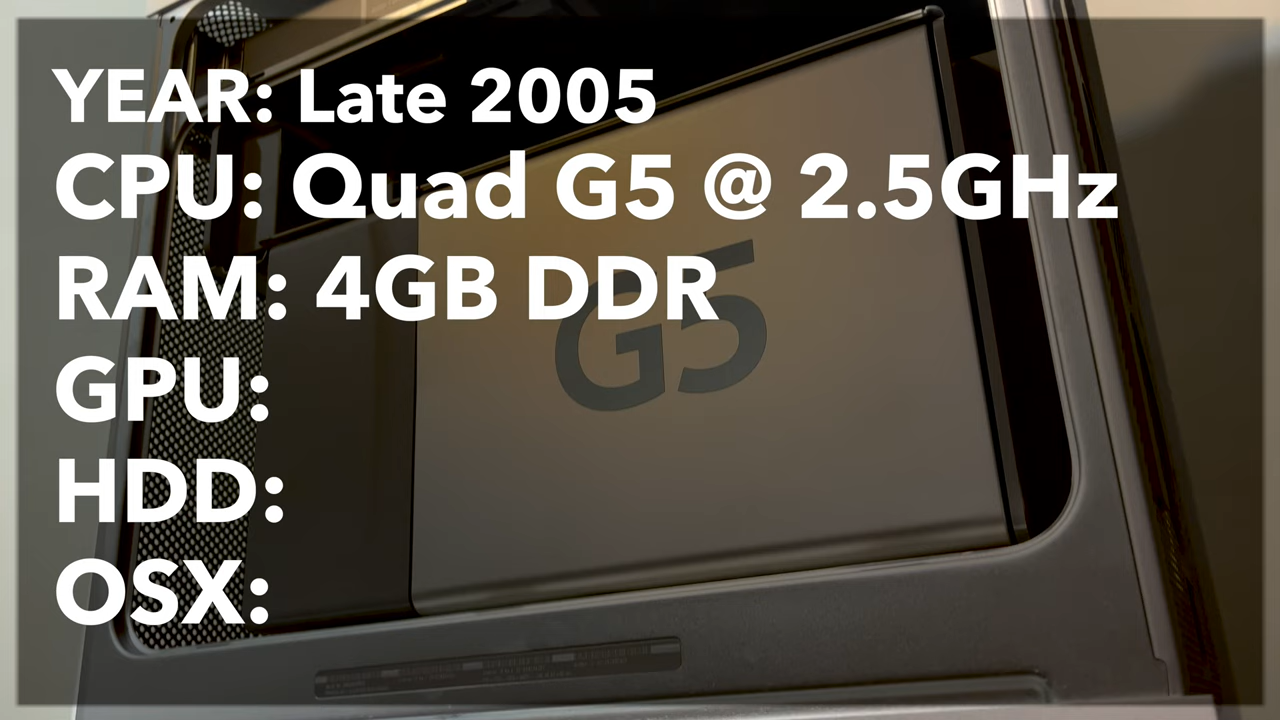 YEAR: Late 2005
CPU: Quad G5 @ 2.5GHz
RAM: 4GB DDR
GPU:
HDD:
OSX:
G5